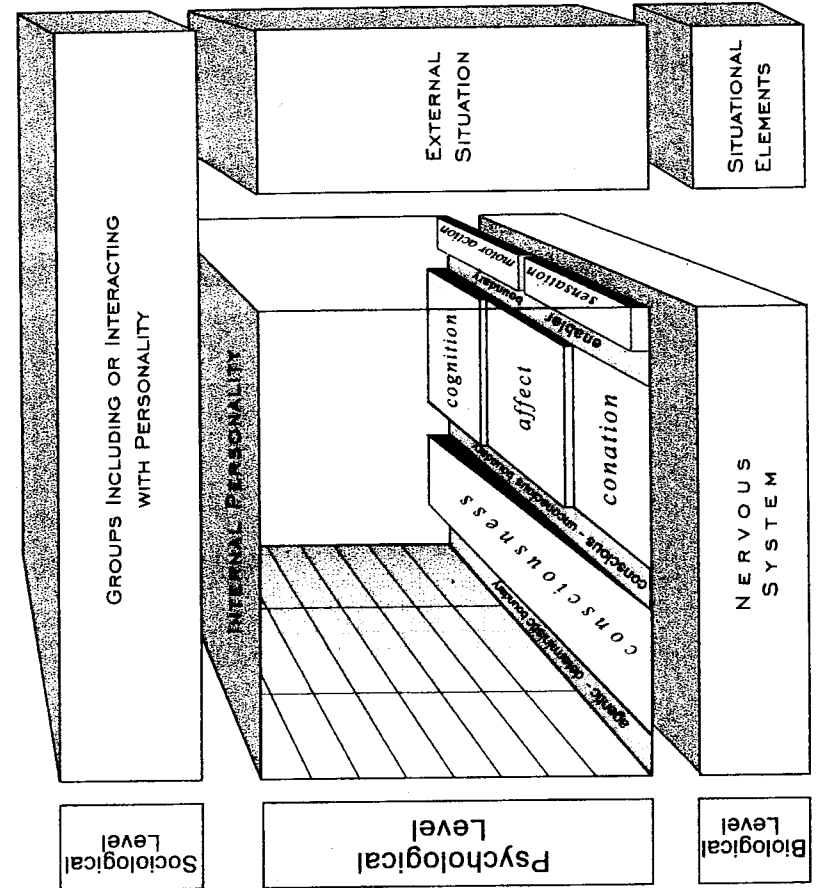 Sociological
Level
GROUPS INCLUDING OR INTERACTING
WITH PERSONALITY
Psychological
Level
INTERNAL PERSONALITY
EXTERNAL
SITUATION
motor action
sensation
boundary
enabler
cognition
affect
conation
conscious - unconscious boundary
consciousness
agentic - deterministic boundary
Biological
Level
NERVOUS
SYSTEM
SITUATIONAL
ELEMENTS